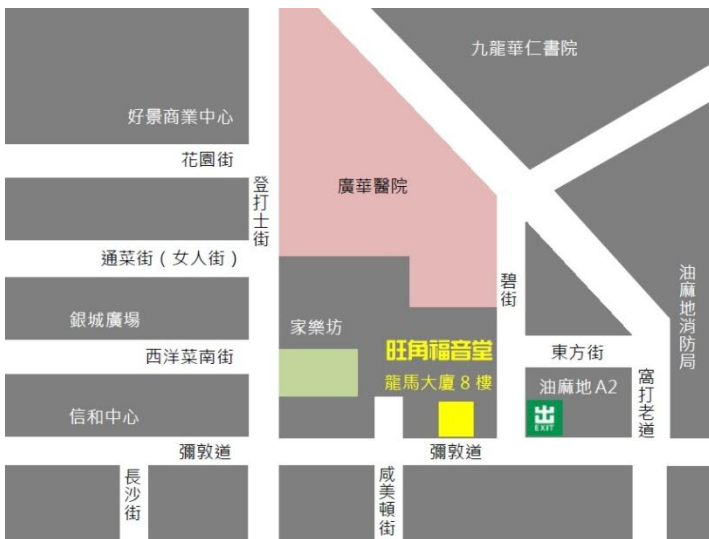 九龍華仁書院
好景商業中心
花園街
登打士街
廣華醫院
通菜街(女人街)
碧街
油麻地消防局
銀城廣場
家樂坊
旺角福音堂
東方街
西洋菜南街
龍馬大廈8樓
油麻地A2
窩打老道
信和中心
出
EXIT
彌敦道
彌敦道
長沙街
咸美頓街